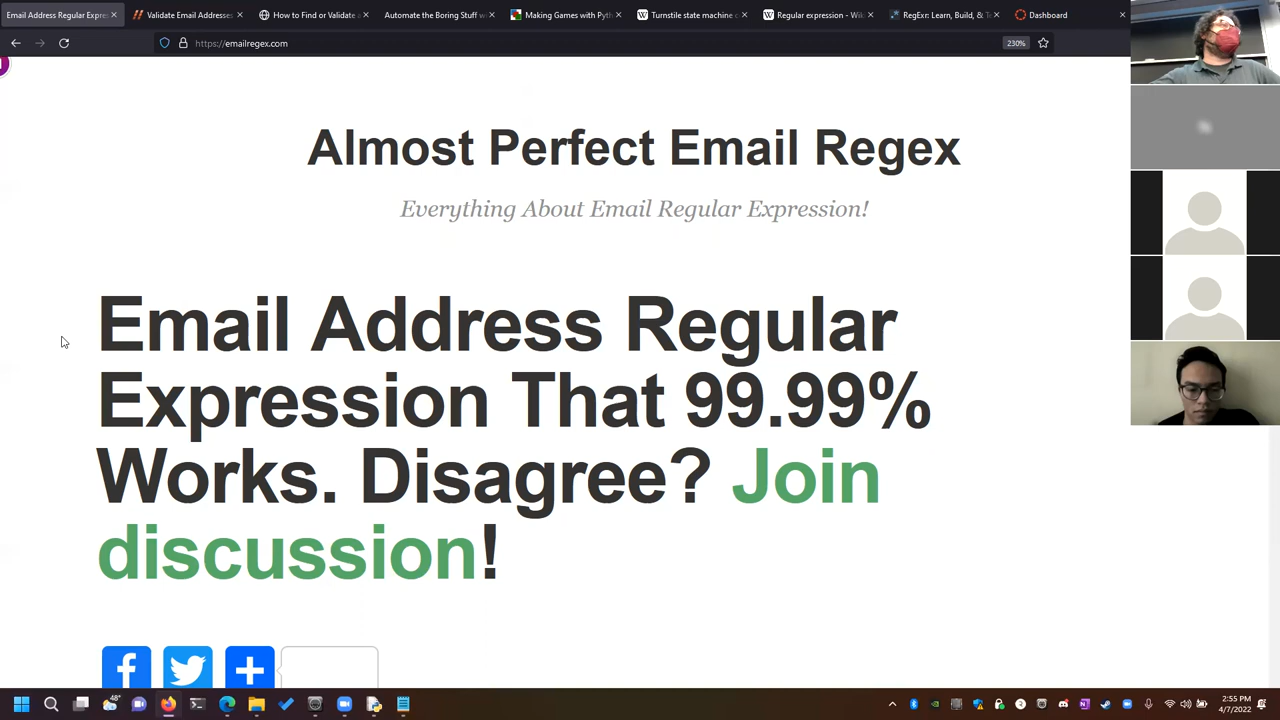 Email Address Regular Expres
Validate Email Addresses
How to Find or Validate
Automate the Boring Stuff w
Making Games with Pyth
Turnstile state machine
Regular expression - Wiki
RegExr: Learn, Build, & Te
Dashboard
https://emailregex.com
230%
Almost Perfect Email Regex
Everything About Email Regular Expression!
Email Address Regular
Expression That 99.99%
Works. Disagree? Join
discussion!
48°
2:55 PM
4/7/2022